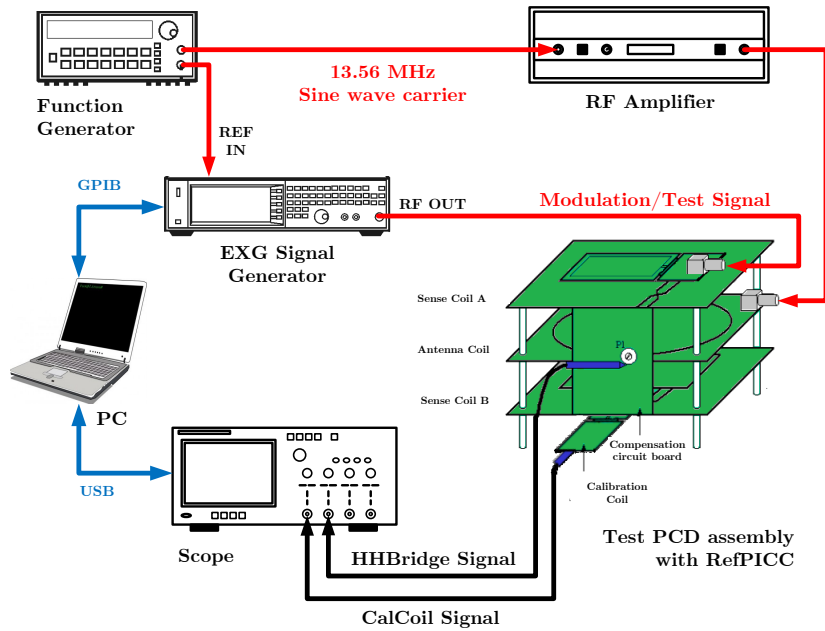 13.56 MHz
Sine wave carrier
RF Amplifier
Function
Generator
REF
IN
GPIB
RF OUT
Modulation/Test Signal
EXG Signal
Generator
Sense Coil A
P1
Antenna Coil
Sense Coil B
PC
Compensation
circuit board
Calibration
Coil
USB
Scope
HHBridge Signal
Test PCD assembly
with RefPICC
CalCoil Signal